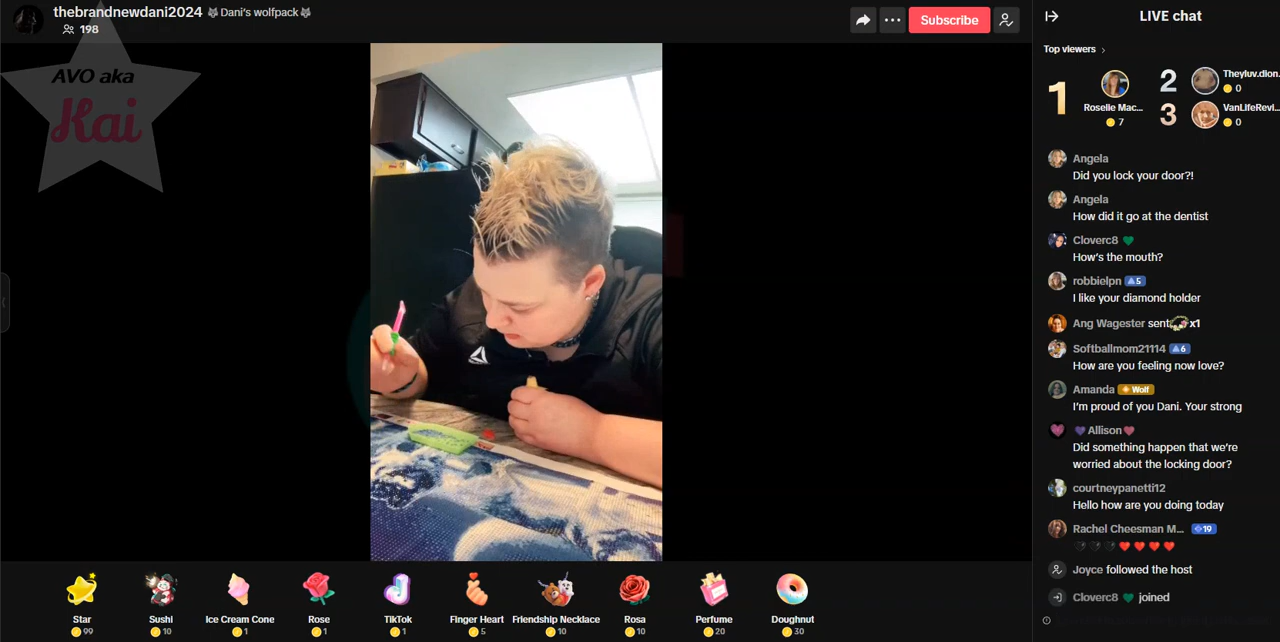 thebrandnewdani2024 🐺Dani's wolfpack🐺
198
Subscribe
AVO aka
Kai
LIVE chat
Top viewers >
1
Roselle Mac...
7
2
Theyluv.dion.
0
3
VanLifeRevi...
0
Angela
Did you lock your door?!
Angela
How did it go at the dentist
Cloverc8 💚
How's the mouth?
robbielpn 5
I like your diamond holder
Ang Wagester sent x1
Softballmom21114 6
How are you feeling now love?
Amanda Wolf
I'm proud of you Dani. Your strong
💜Allison❤️
Did something happen that we're
worried about the locking door?
courtneypanetti12
Hello how are you doing today
Rachel Cheesman M... 19
🖤🖤🖤❤️❤️❤️❤️
Joyce followed the host
Cloverc8 💚 joined
Star
99
Sushi
10
Ice Cream Cone
1
Rose
1
TikTok
1
Finger Heart
5
Friendship Necklace
10
Rosa
10
Perfume
20
Doughnut
30